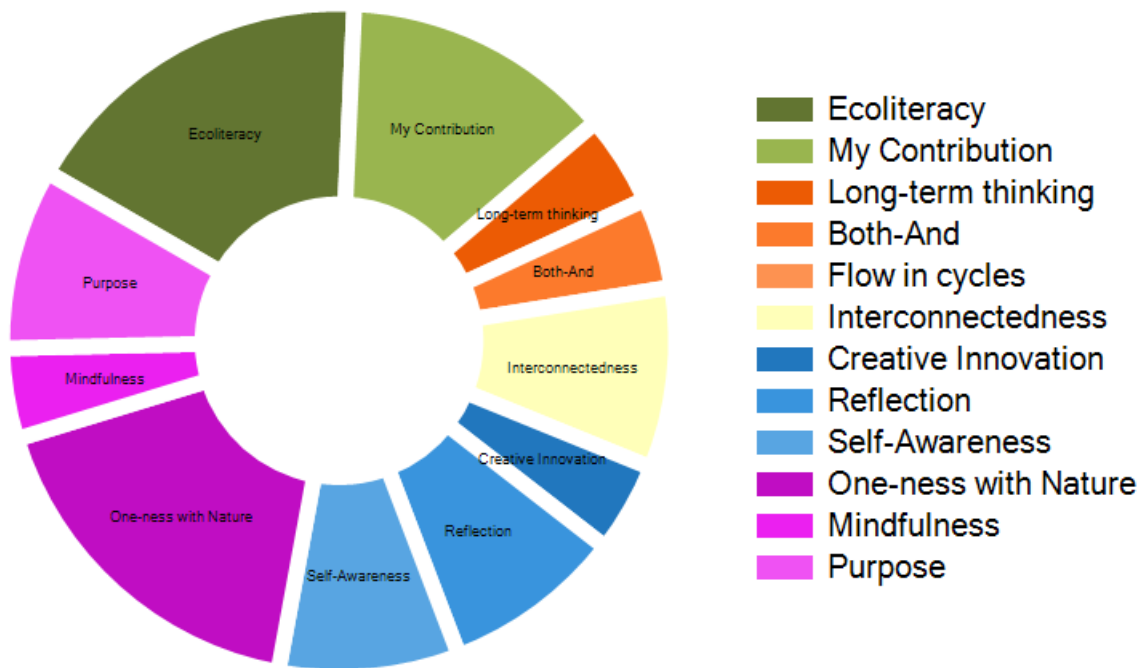 Ecoliteracy
My Contribution
Long-term thinking
Both-And
Interconnectedness
Creative Innovation
Reflection
Self-Awareness
One-ness with Nature
Mindfulness
Purpose
Ecoliteracy
My Contribution
Long-term thinking
Both-And
Flow in cycles
Interconnectedness
Creative Innovation
Reflection
Self-Awareness
One-ness with Nature
Mindfulness
Purpose